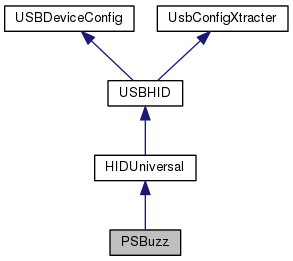 USBDeviceConfig
UsbConfigXtracter
USBHID
HIDUniversal
PSBuzz